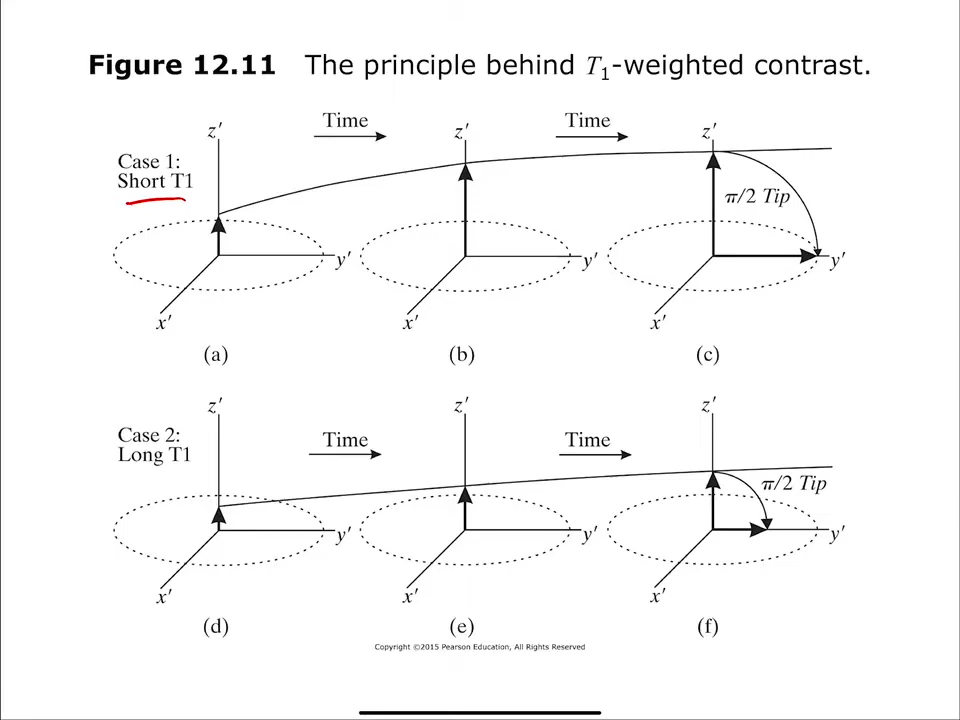 Figure 12.11 The principle behind T1-weighted contrast.
Time
Time
z′
z′
z′
Case 1:
Short T1
π/2 Tip
y′
y′
y′
x′
x′
x′
(a)
(b)
(c)
z′
z′
z′
Case 2:
Long T1
Time
Time
π/2 Tip
y′
y′
y′
x′
x′
x′
(d)
(e)
(f)
Copyright ©2015 Pearson Education, All Rights Reserved